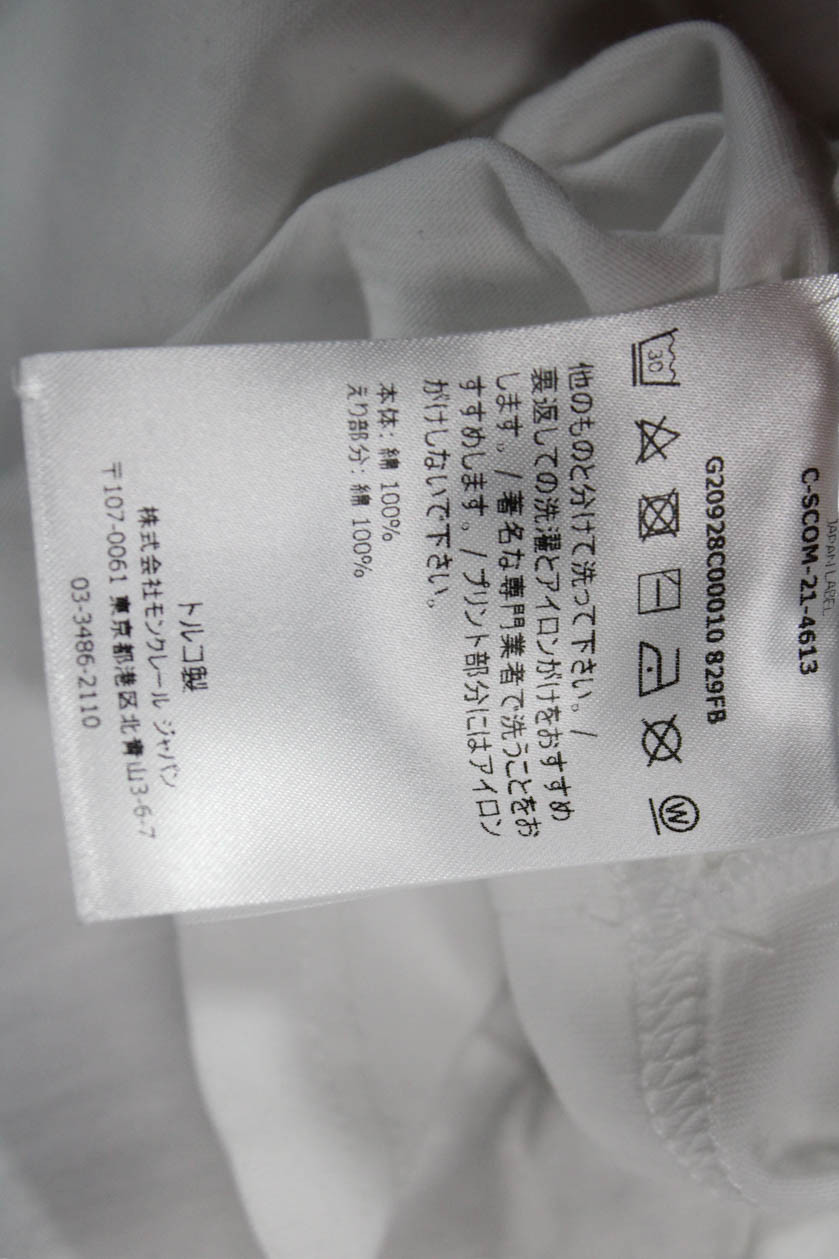 C-SCOM-21-4613
JAPAN LABEL
G20928C00010 829FB
30
W
他のものと分けて洗って下さい。/
裏返しての洗濯とアイロンがけをおすすめ
します。/ 著名な専門業者で洗うことをお
すすめします。/ プリント部分にはアイロン
がけしないで下さい。
本体: 綿 100%
えり部分: 綿 100%
トルコ製
株式会社モンクレール ジャパン
〒107-0061 東京都港区北青山3-6-7
03-3486-2110